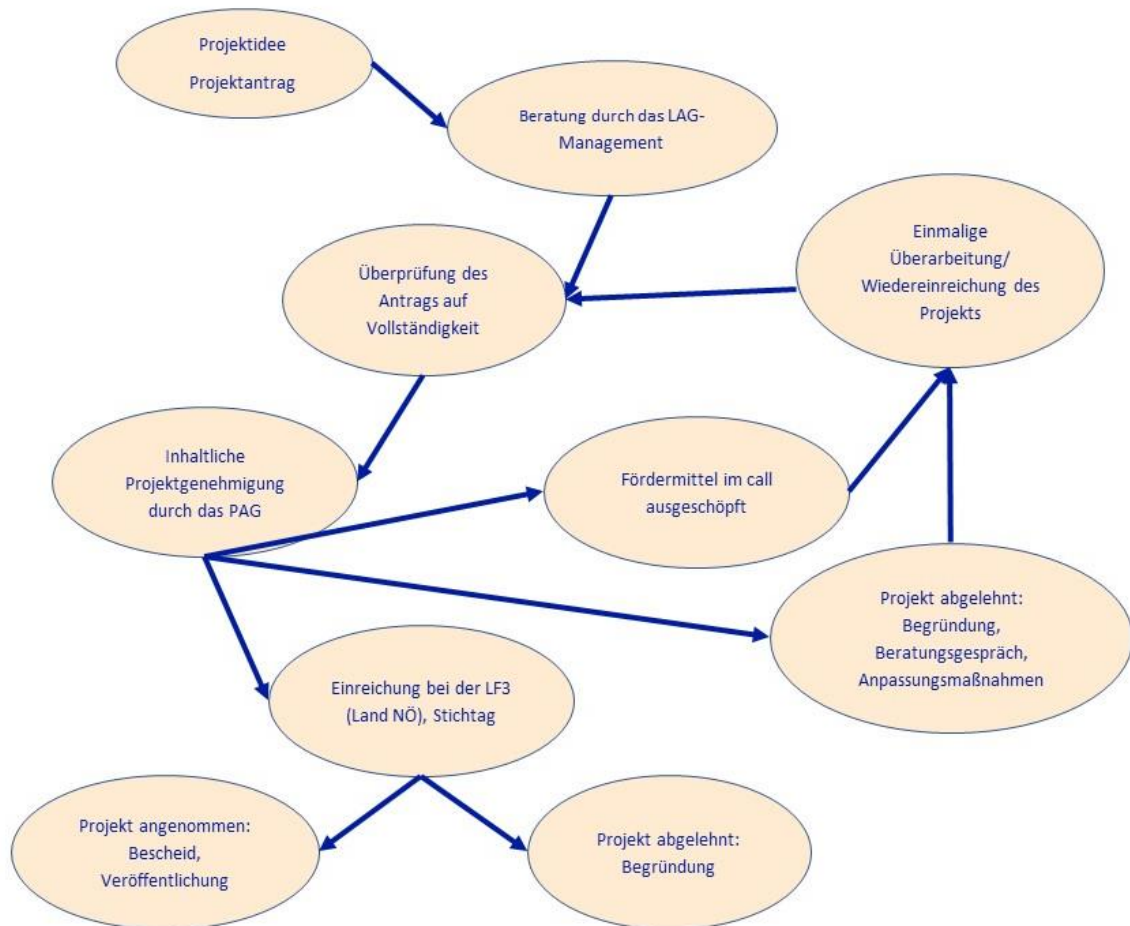 Projektidee
Projektantrag
Beratung durch das LAG-
Management
Einmalige
Überarbeitung/
Wiedereinreichung des
Projekts
Überprüfung des
Antrags auf
Vollständigkeit
Inhaltliche
Projektgenehmigung
durch das PAG
Fördermittel im call
ausgeschöpft
Projekt abgelehnt:
Begründung,
Beratungsgespräch,
Anpassungsmaßnahmen
Einreichung bei der LF3
(Land NÖ), Stichtag
Projekt angenommen:
Bescheid,
Veröffentlichung
Projekt abgelehnt:
Begründung